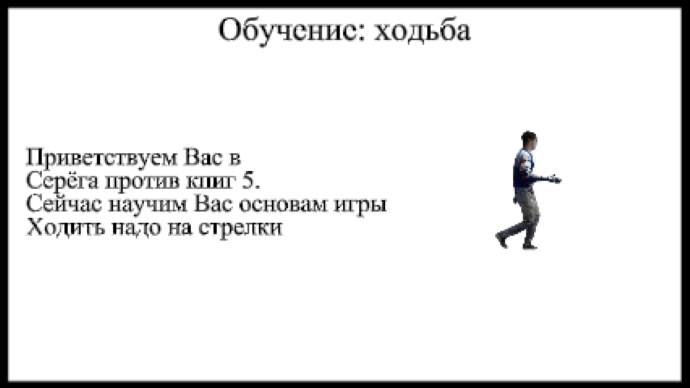 Обучение: ходьба
Приветствуем Вас в
Серёга против книг 5.
Сейчас научим Вас основам игры
Ходить надо на стрелки